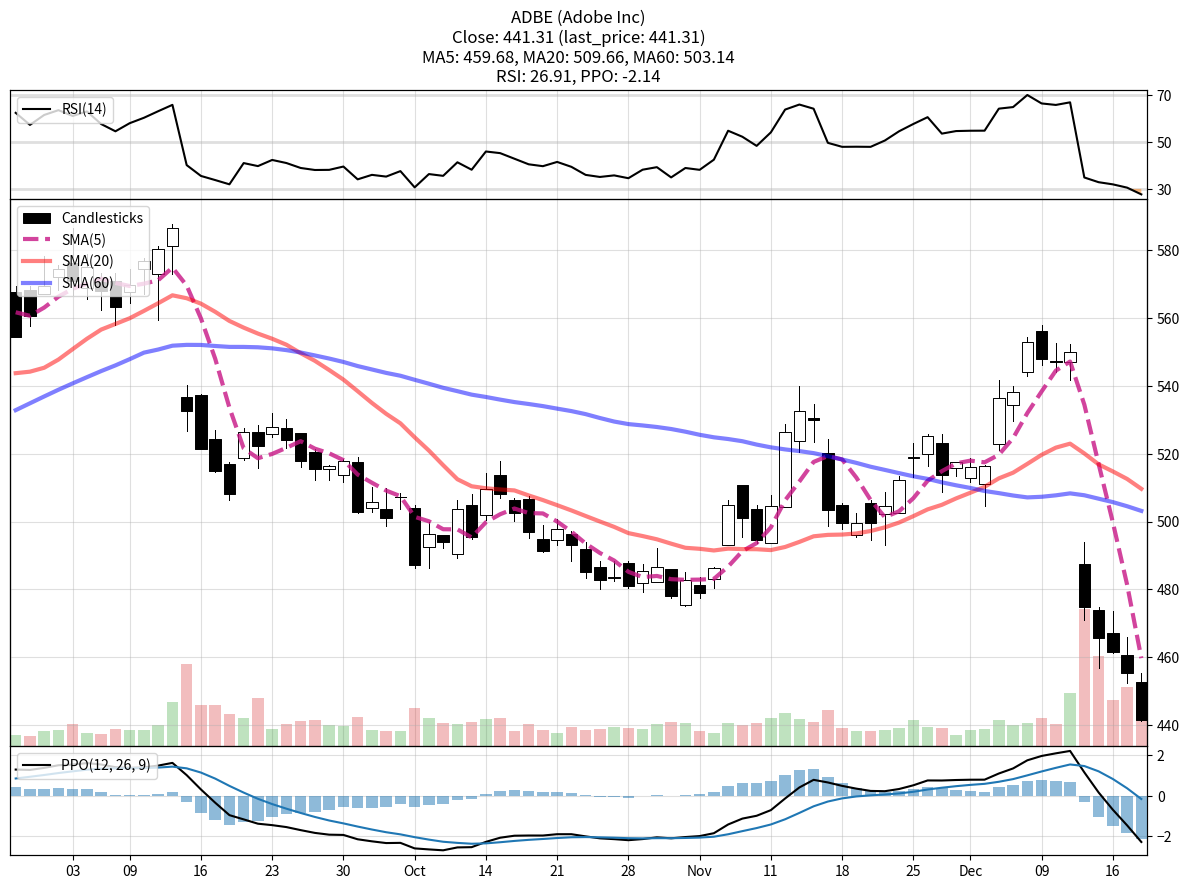 ADBE (Adobe Inc)
Close: 441.31 (last_price: 441.31)
MA5: 459.68, MA20: 509.66, MA60: 503.14
RSI: 26.91, PPO: -2.14
RSI(14)
70
50
30
Candlesticks
SMA(5)
SMA(20)
SMA(60)
580
560
540
520
500
480
460
440
PPO(12, 26, 9)
2
0
−2
03 09 16 23 30 Oct 14 21 28 Nov 11 18 25 Dec 09 16